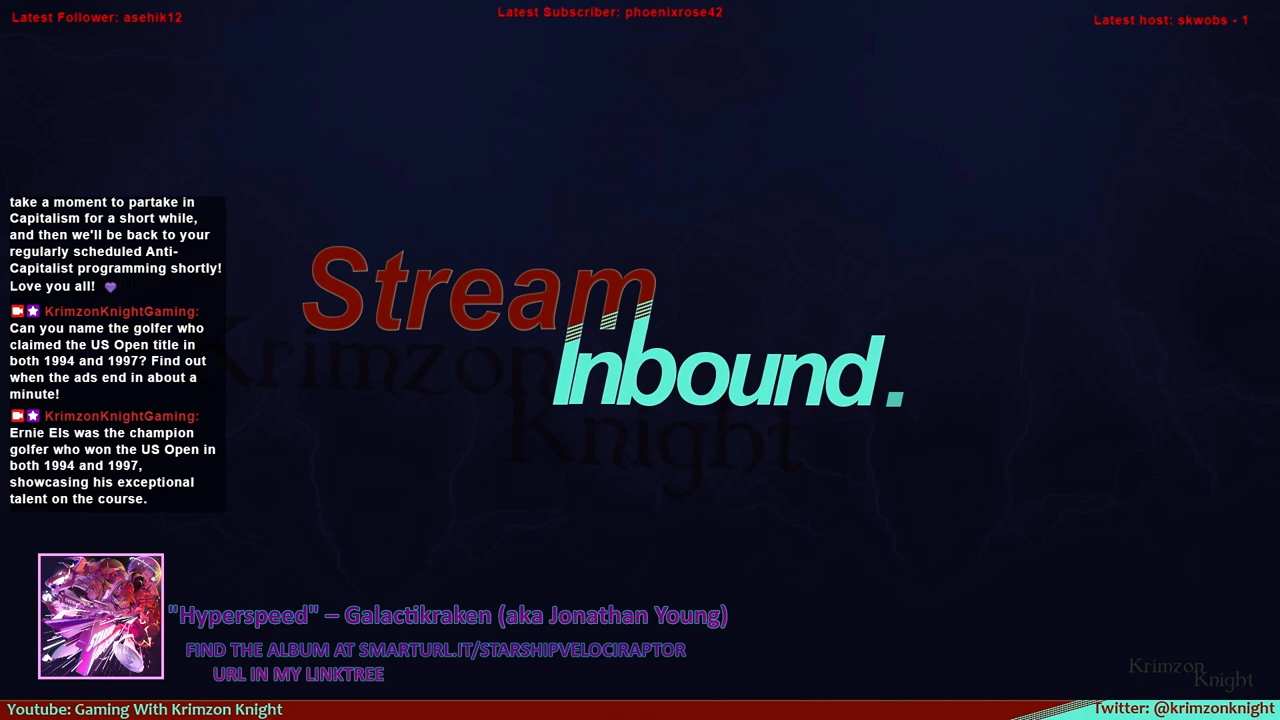 Latest Follower: asehik12
Latest Subscriber: phoenixrose42
Latest host: skwobs - 1
take a moment to partake in
Capitalism for a short while,
and then we'll be back to your
regularly scheduled Anti-
Capitalist programming shortly!
Love you all! 💜
KrimzonKnightGaming:
Can you name the golfer who
claimed the US Open title in
both 1994 and 1997? Find out
when the ads end in about a
minute!
KrimzonKnightGaming:
Ernie Els was the champion
golfer who won the US Open in
both 1994 and 1997,
showcasing his exceptional
talent on the course.
Stream
Inbound.
Krimzon
Knight
"Hyperspeed" – Galactikraken (aka Jonathan Young)
FIND THE ALBUM AT SMARTURL.IT/STARSHIPVELOCIRAPTOR
URL IN MY LINKTREE
Krimzon
Knight
Youtube: Gaming With Krimzon Knight
Twitter: @krimzonknight